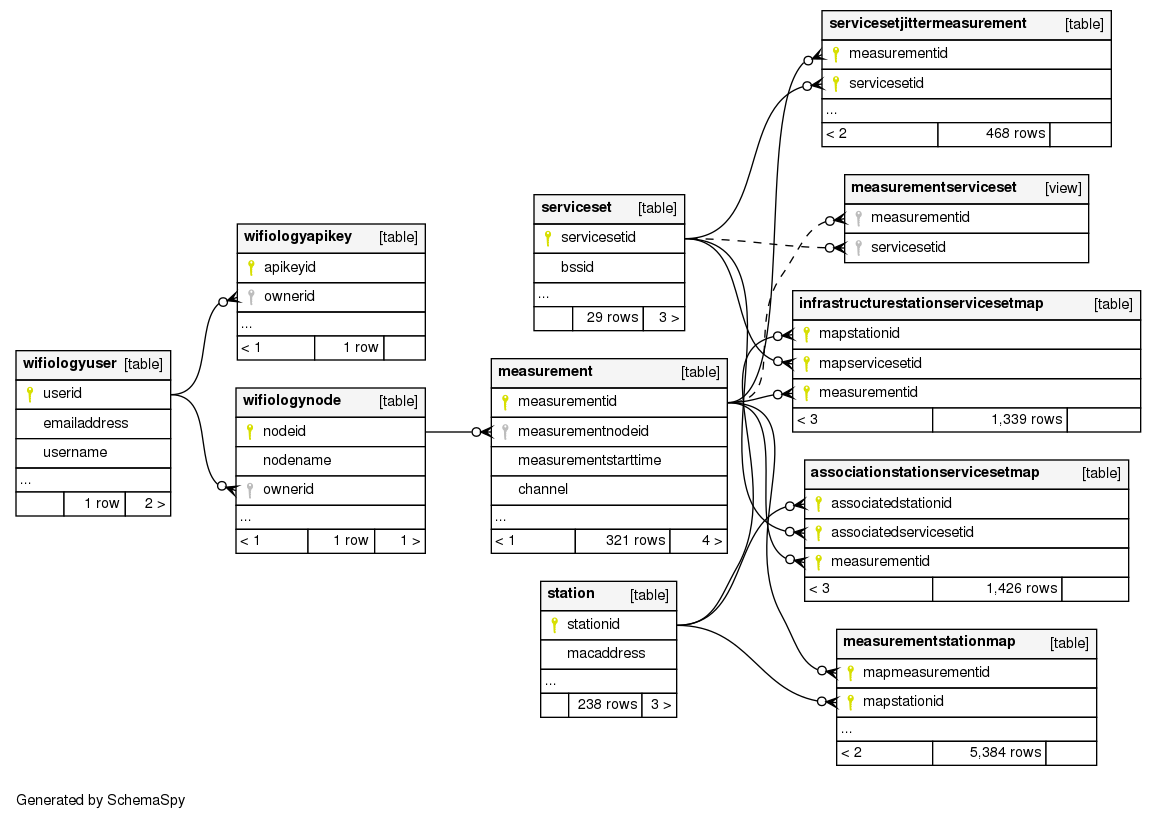 servicesetjittermeasurement [table]
measurementid
servicesetid
...
< 2 468 rows
measurementserviceset [view]
measurementid
servicesetid
serviceset [table]
servicesetid
bssid
...
29 rows 3 >
wifiologyapikey [table]
apikeyid
ownerid
...
< 1 1 row
infrastructurestationservicesetmap [table]
mapstationid
mapservicesetid
measurementid
< 3 1,339 rows
wifiologyuser [table]
userid
emailaddress
username
...
1 row 2 >
measurement [table]
measurementid
measurementnodeid
measurementstarttime
channel
...
< 1 321 rows 4 >
wifiologynode [table]
nodeid
nodename
ownerid
...
< 1 1 row 1 >
associationstationservicesetmap [table]
associatedstationid
associatedservicesetid
measurementid
< 3 1,426 rows
station [table]
stationid
macaddress
...
238 rows 3 >
measurementstationmap [table]
mapmeasurementid
mapstationid
...
< 2 5,384 rows
Generated by SchemaSpy